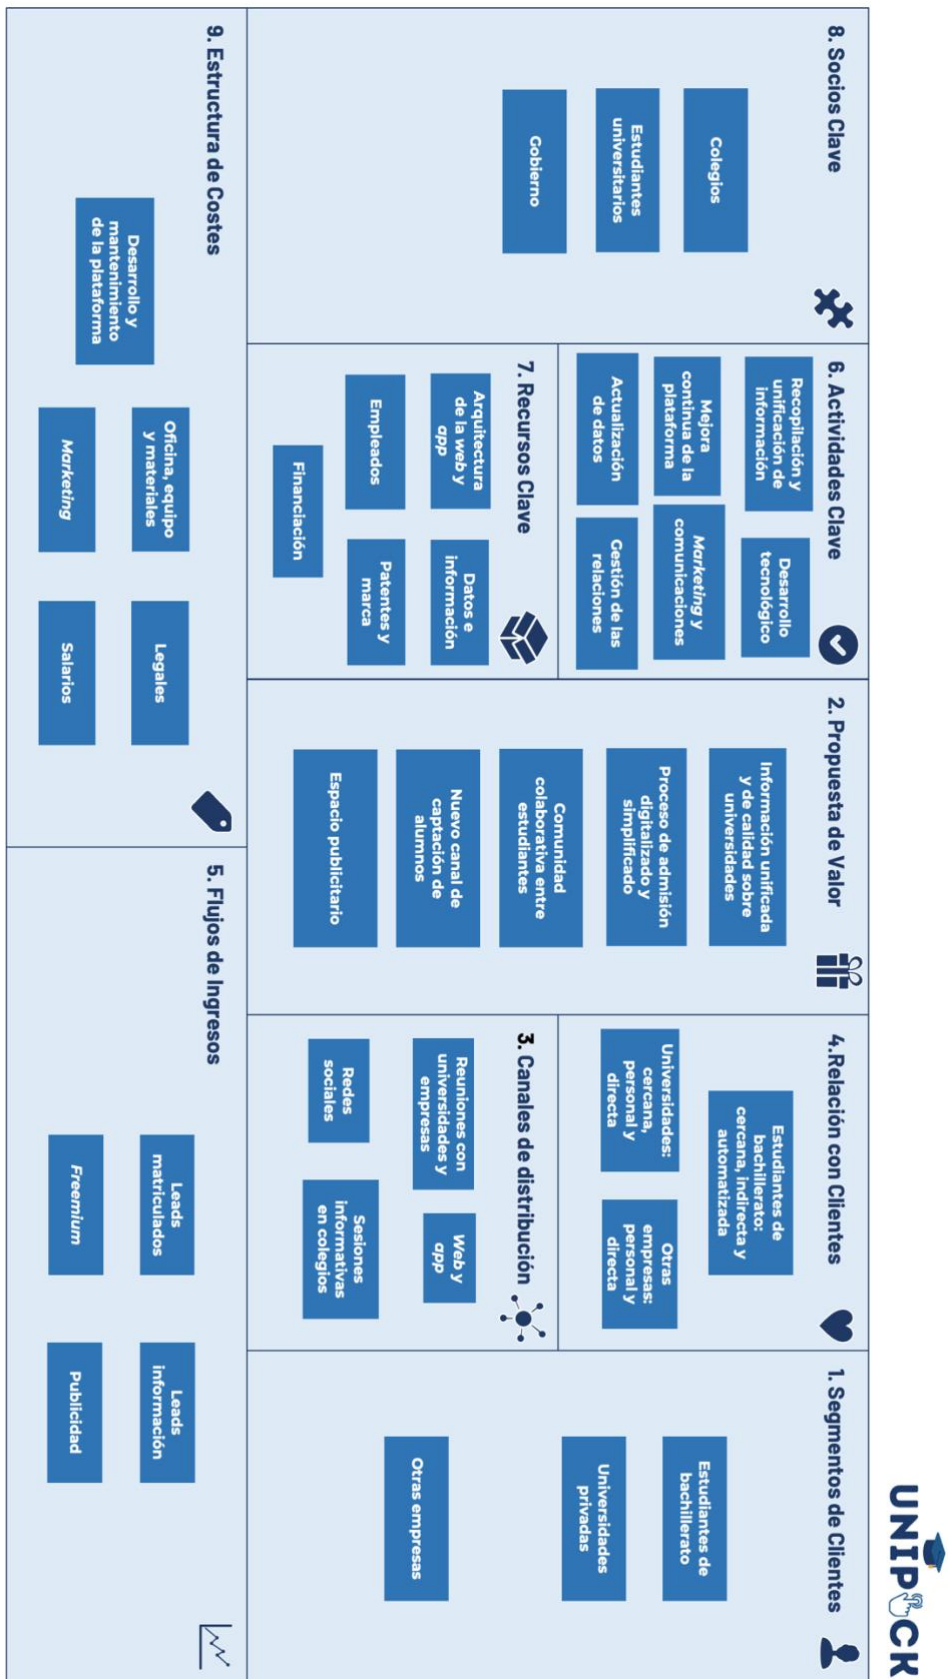 UNIPICK
8. Socios Clave
Colegios
Estudiantes
universitarios
Gobierno
6. Actividades Clave
Recopilación y
unificación de
información
Desarrollo
tecnológico
Mejora
continua de la
plataforma
Marketing y
comunicaciones
Actualización
de datos
Gestión de las
relaciones
7. Recursos Clave
Arquitectura
de la web y
app
Datos e
información
Empleados
Patentes y
marca
Financiación
2. Propuesta de Valor
Información unificada
y de calidad sobre
universidades
Proceso de admisión
digitalizado y
simplificado
Comunidad
colaborativa entre
estudiantes
Nuevo canal de
captación de
alumnos
Espacio publicitario
4.Relación con Clientes
Estudiantes de
bachillerato:
cercana, indirecta y
automatizada
Universidades:
cercana,
personal y
directa
Otras
empresas:
personal y
directa
3. Canales de distribución
Reuniones con
universidades y
empresas
Web y
app
Redes
sociales
Sesiones
informativas
en colegios
1. Segmentos de Clientes
Estudiantes de
bachillerato
Universidades
privadas
Otras empresas
9. Estructura de Costes
Desarrollo y
mantenimiento
de la plataforma
Oficina, equipo
y materiales
Marketing
Legales
Salarios
5. Flujos de Ingresos
Leads
matriculados
Leads
información
Freemium
Publicidad